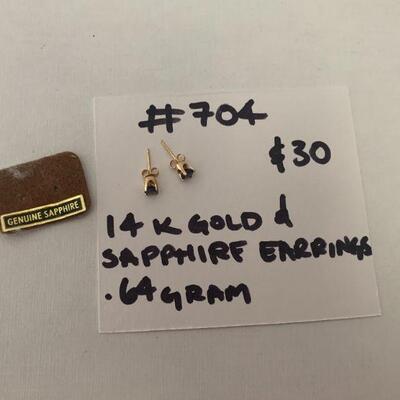 #704
$30
GENUINE SAPPHIRE
14 K GOLD &
SAPPHIRE EARRINGS
.64 GRAM